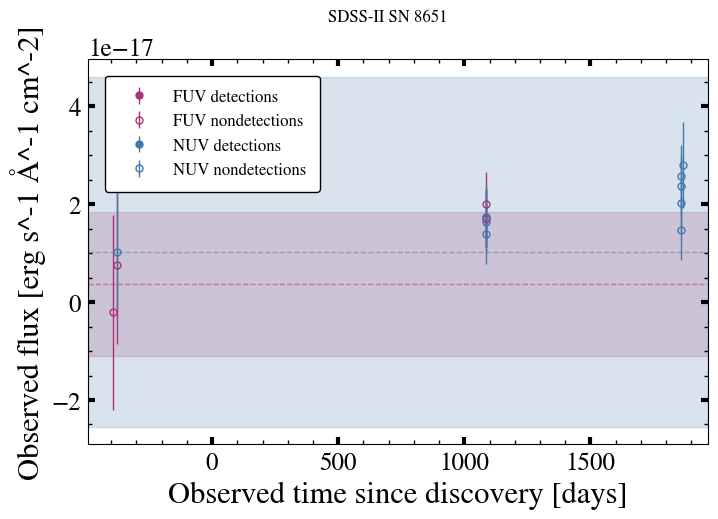 SDSS-II SN 8651
1e−17
FUV detections
FUV nondetections
NUV detections
NUV nondetections
4
2
0
−2
Observed flux [erg s^-1 Å^-1 cm^-2]
0 500 1000 1500
Observed time since discovery [days]